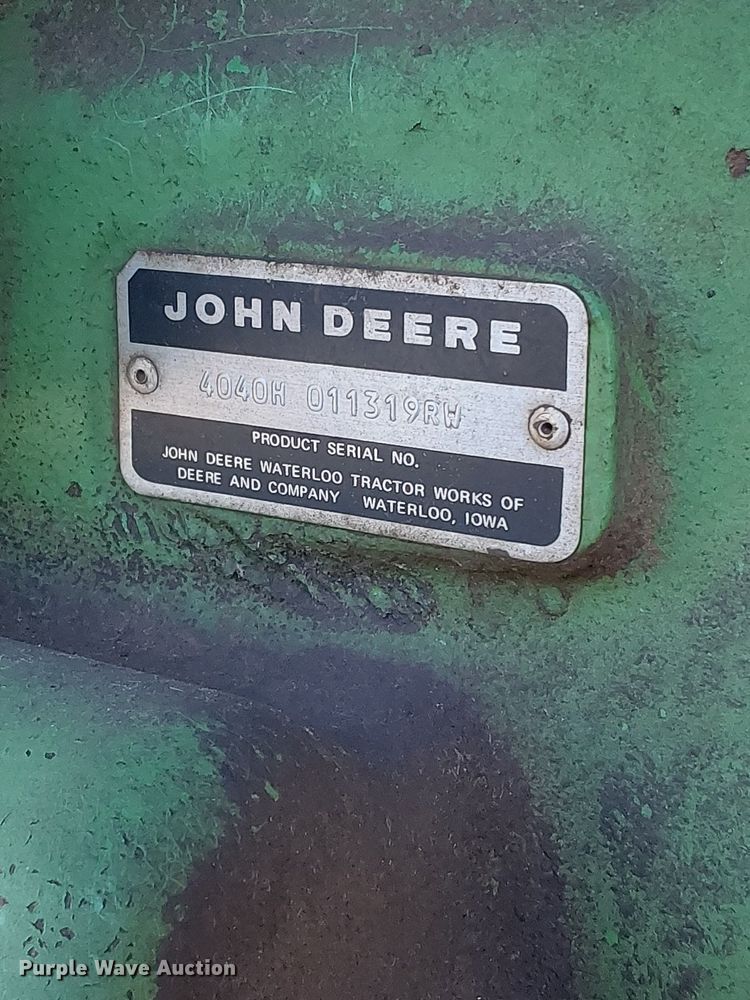 JOHN DEERE
4040H 011319RW
PRODUCT SERIAL NO.
JOHN DEERE WATERLOO TRACTOR WORKS OF
DEERE AND COMPANY WATERLOO, IOWA
Purple Wave Auction